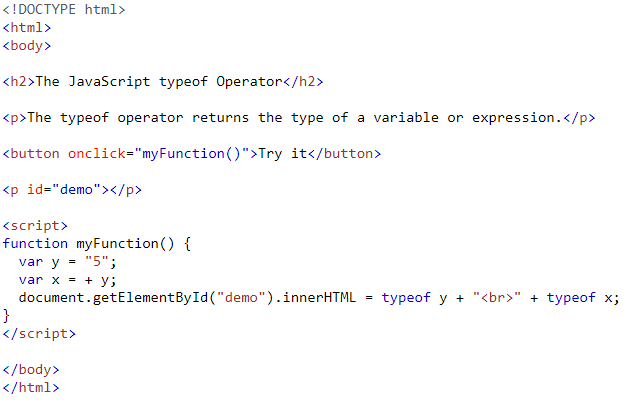 <!DOCTYPE html>
<html>
<body>
<h2>The JavaScript typeof Operator</h2>
<p>The typeof operator returns the type of a variable or expression.</p>
<button onclick="myFunction()">Try it</button>
<p id="demo"></p>
<script>
function myFunction() {
  var y = "5";
  var x = + y;
  document.getElementById("demo").innerHTML = typeof y + "<br>" + typeof x;
}
</script>
</body>
</html>